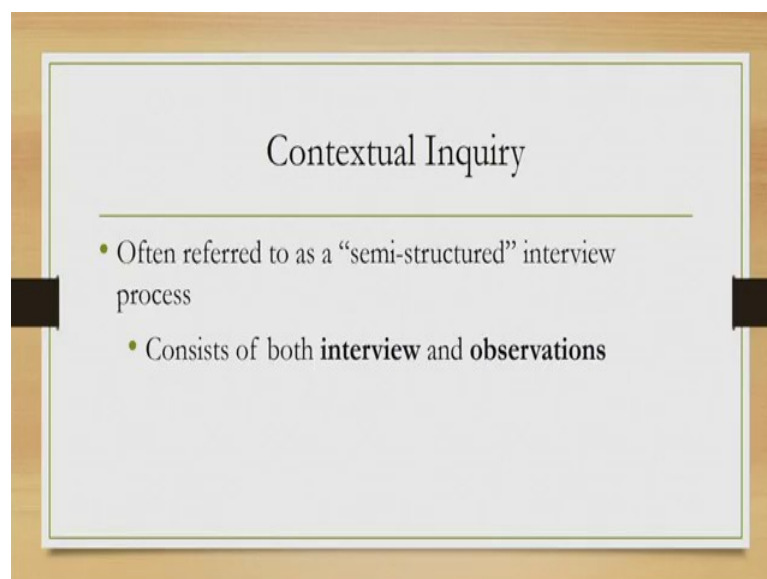 Contextual Inquiry
• Often referred to as a “semi-structured” interview
process
• Consists of both interview and observations